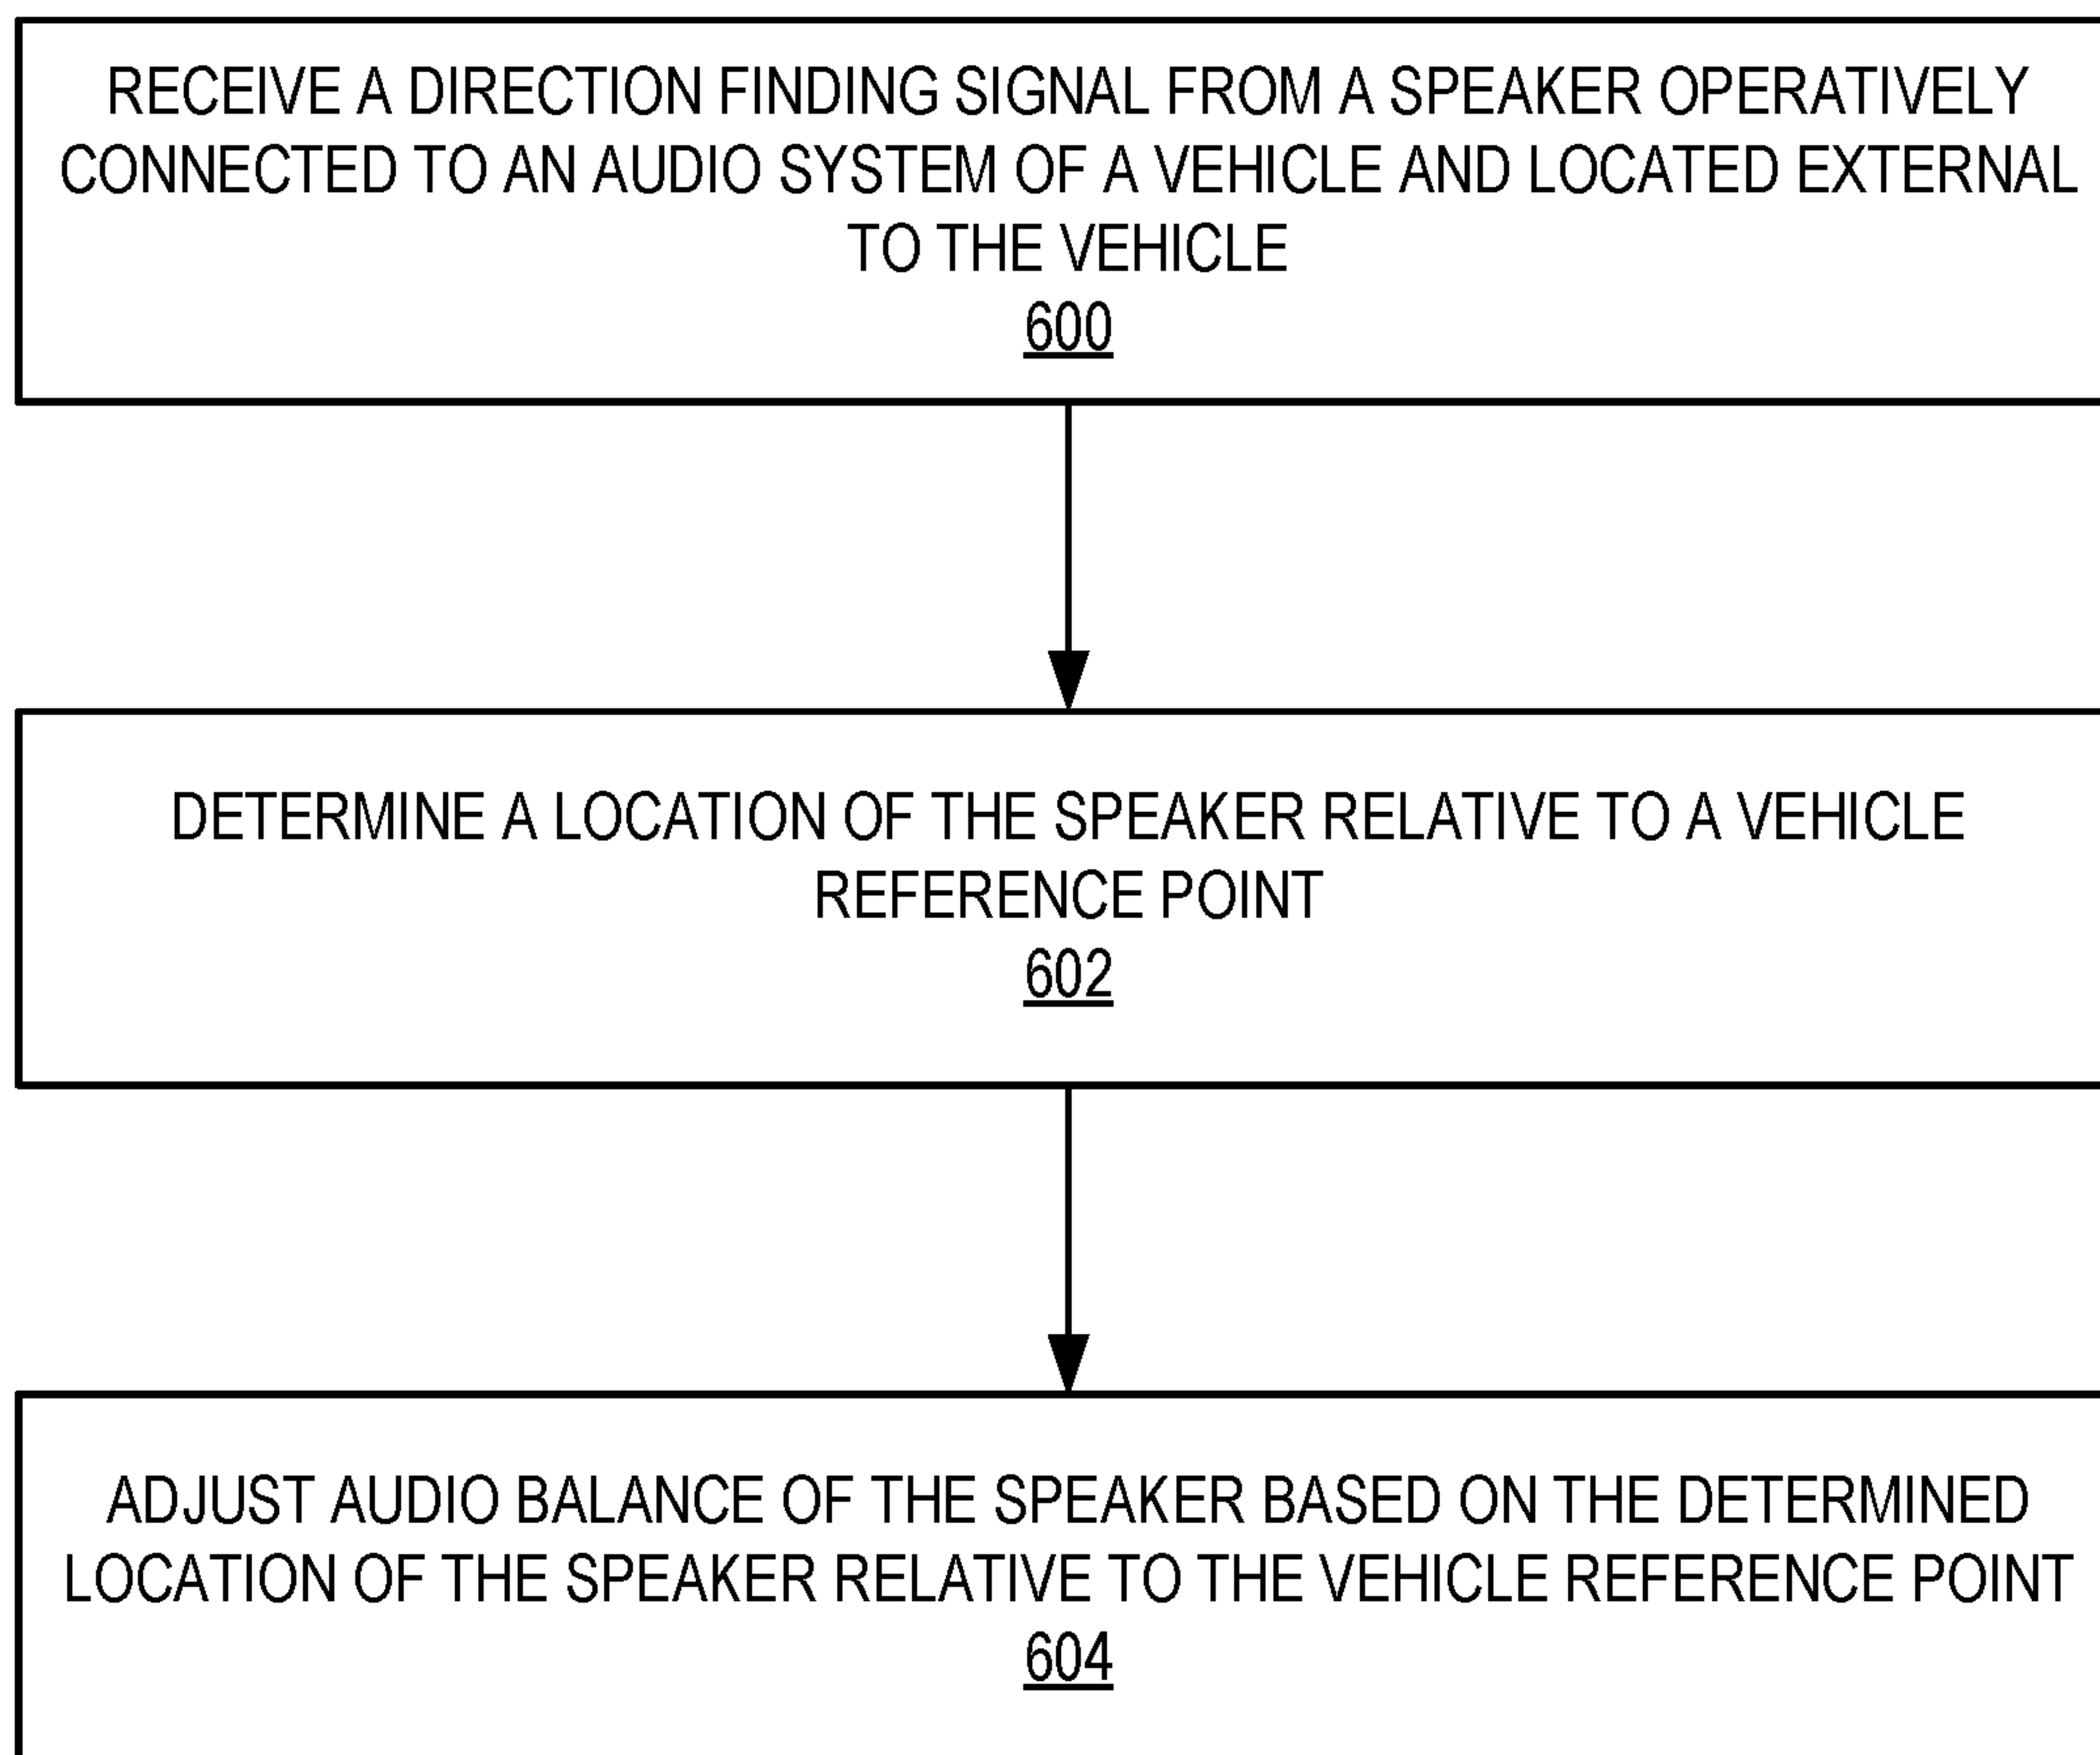 RECEIVE A DIRECTION FINDING SIGNAL FROM A SPEAKER OPERATIVELY
CONNECTED TO AN AUDIO SYSTEM OF A VEHICLE AND LOCATED EXTERNAL
TO THE VEHICLE
600
DETERMINE A LOCATION OF THE SPEAKER RELATIVE TO A VEHICLE
REFERENCE POINT
602
ADJUST AUDIO BALANCE OF THE SPEAKER BASED ON THE DETERMINED
LOCATION OF THE SPEAKER RELATIVE TO THE VEHICLE REFERENCE POINT
604